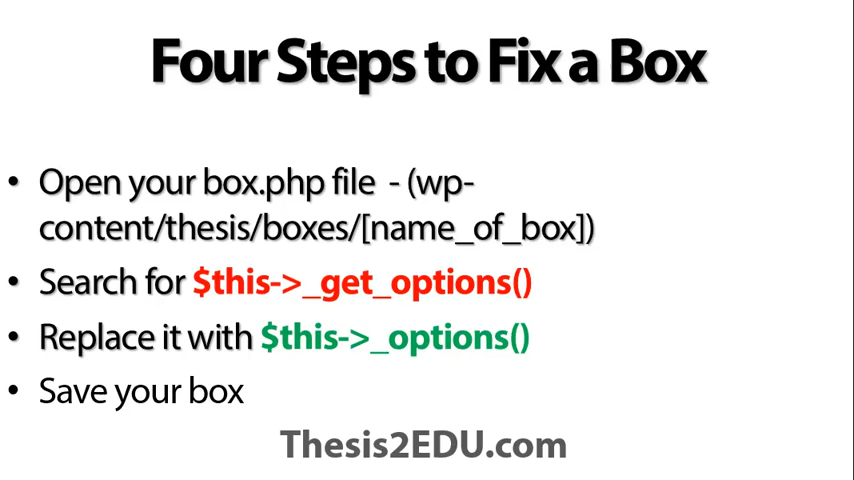 Four Steps to Fix a Box
• Open your box.php file - (wp-
content/thesis/boxes/[name_of_box])
• Search for $this->_get_options()
• Replace it with $this->_options()
• Save your box
Thesis2EDU.com